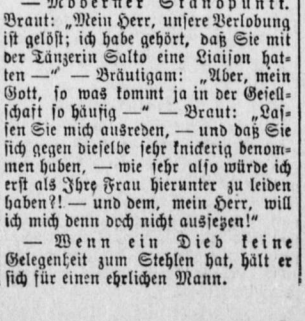 — Moderner Standpunkt.
Braut: „Mein Herr, unsere Verlobung
ist gelöst; ich habe gehört, daß Sie mit
der Tänzerin Salto eine Liaison hat-
ten —“ — Bräutigam: „Aber, mein
Gott, so was kommt ja in der Gesell-
schaft so häufig —“ — Braut: „Las-
sen Sie mich ausreden, — und daß Sie
sich gegen dieselbe sehr knickerig benom-
men haben, — wie sehr also würde ich
erst als Ihre Frau hierunter zu leiden
haben?! — und dem, mein Herr, will
ich mich denn doch nicht aussetzen!“
— Wenn ein Dieb keine
Gelegenheit zum Stehlen hat, hält er
sich für einen ehrlichen Mann.